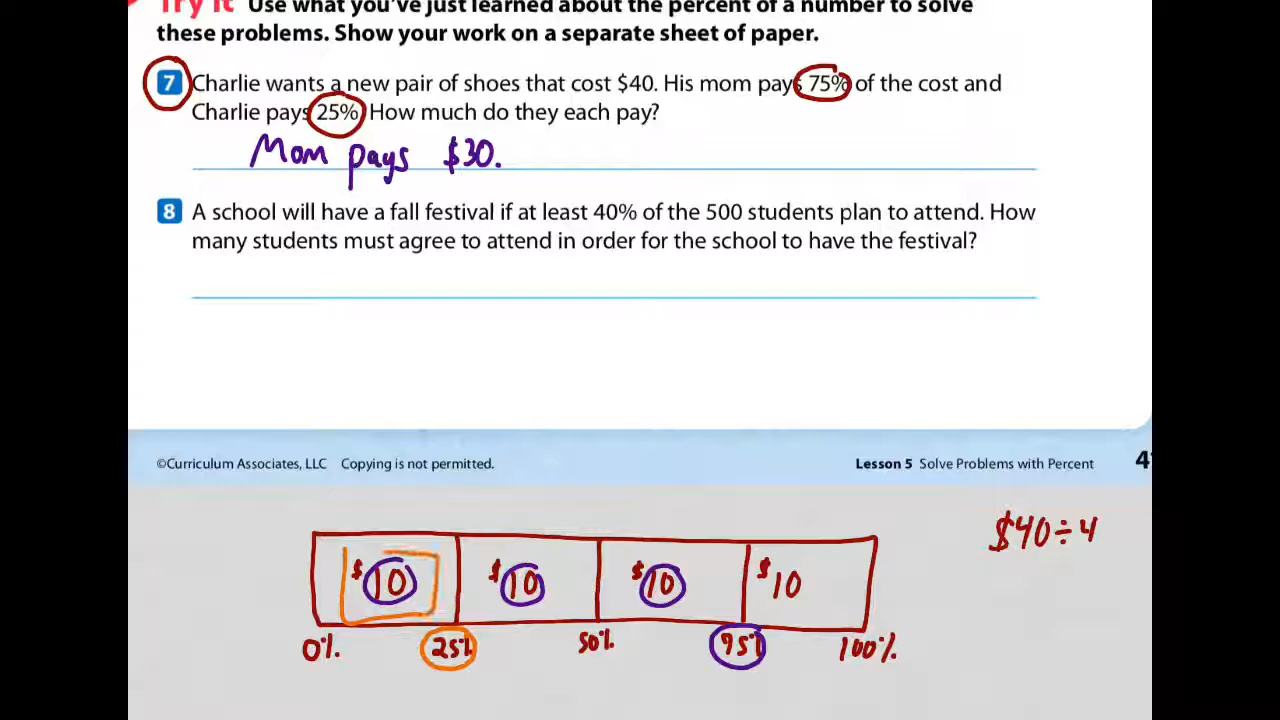 Try It Use what you've just learned about the percent of a number to solve
these problems. Show your work on a separate sheet of paper.
7 Charlie wants a new pair of shoes that cost $40. His mom pays 75% of the cost and
Charlie pays 25%. How much do they each pay?
Mom pays $30.
8 A school will have a fall festival if at least 40% of the 500 students plan to attend. How
many students must agree to attend in order for the school to have the festival?
©Curriculum Associates, LLC Copying is not permitted.
Lesson 5 Solve Problems with Percent
$40÷4
$10 $10 $10 $10
0% 25% 50% 75% 100%